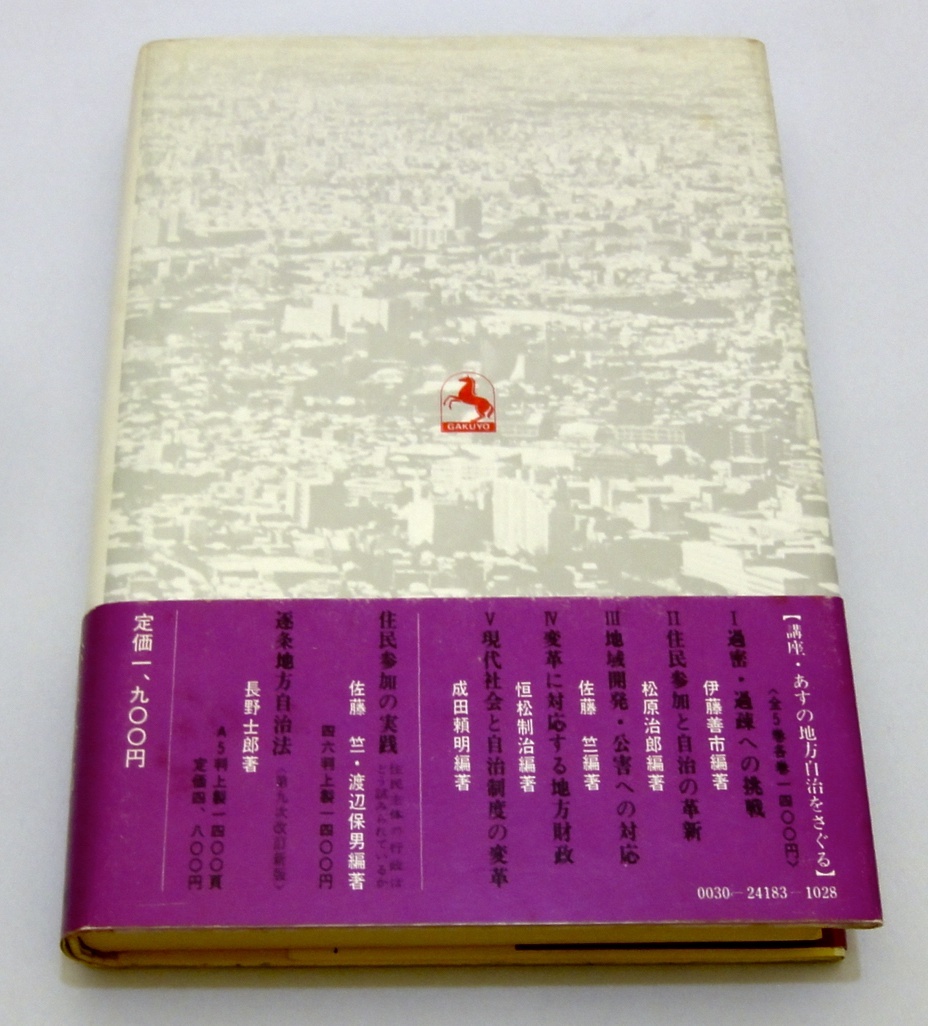 GAKUYO
【講座・あすの地方自治をさぐる】
〈全5巻各巻一四〇〇円〉
Ⅰ過密・過疎への挑戦
伊藤善市編著
Ⅱ住民参加と自治の革新
松原治郎編著
Ⅲ地域開発・公害への対応
佐藤 竺編著
Ⅳ変革に対応する地方財政
恒松制治編著
Ⅴ現代社会と自治制度の変革
成田頼明編著
住民参加の実践 住民主体の行政は
どう試みられているか
佐藤 竺・渡辺保男編著
四六判上製一四〇〇円
逐条地方自治法〈第九次改訂新版〉
長野士郎著
A5判上製一四〇〇頁
定価四、八〇〇円
定価一、九〇〇円
0030—24183—1028